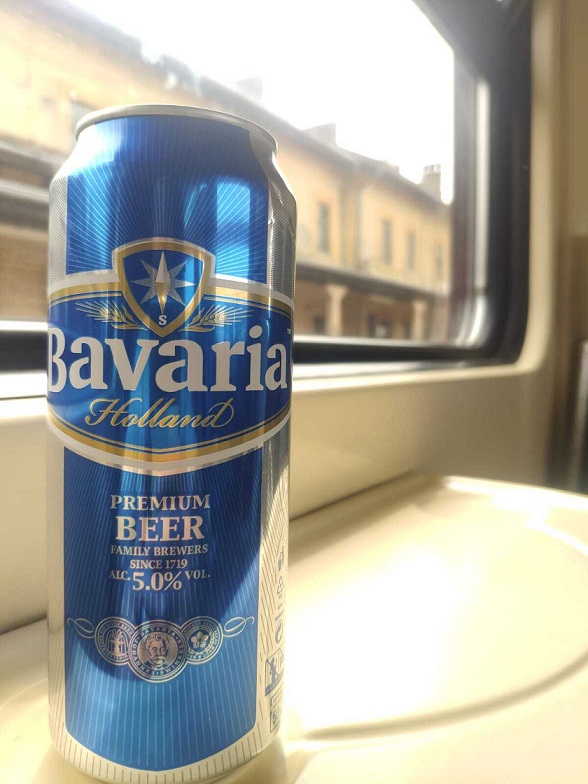 S
Bavaria
Holland
PREMIUM
BEER
FAMILY BREWERS
SINCE 1719
ALC. 5.0% VOL.